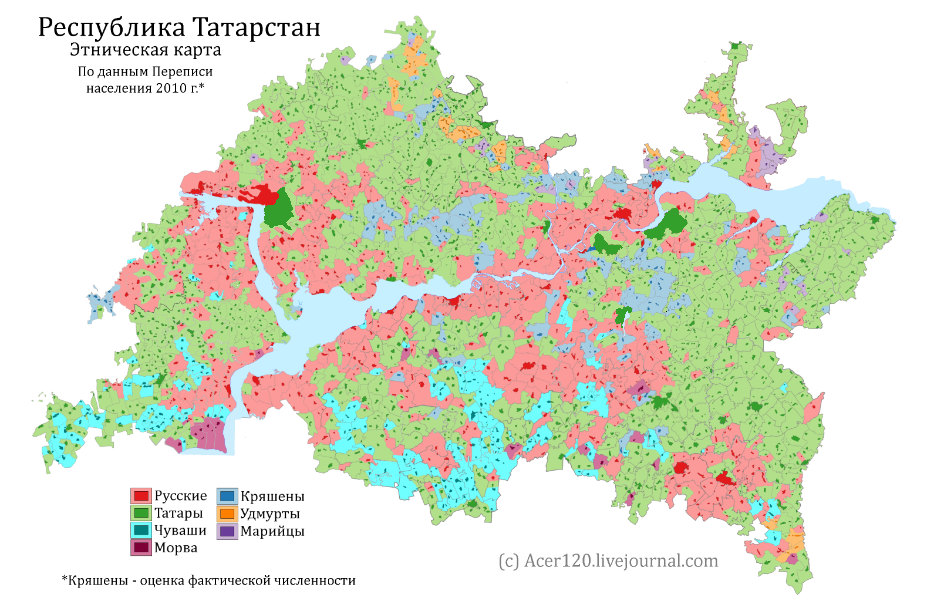 Республика Татарстан
Этническая карта
По данным Переписи
населения 2010 г.*
Русские
Татары
Чуваши
Морва
Кряшены
Удмурты
Марийцы
(c) Acer120.livejournal.com
*Кряшены - оценка фактической численности